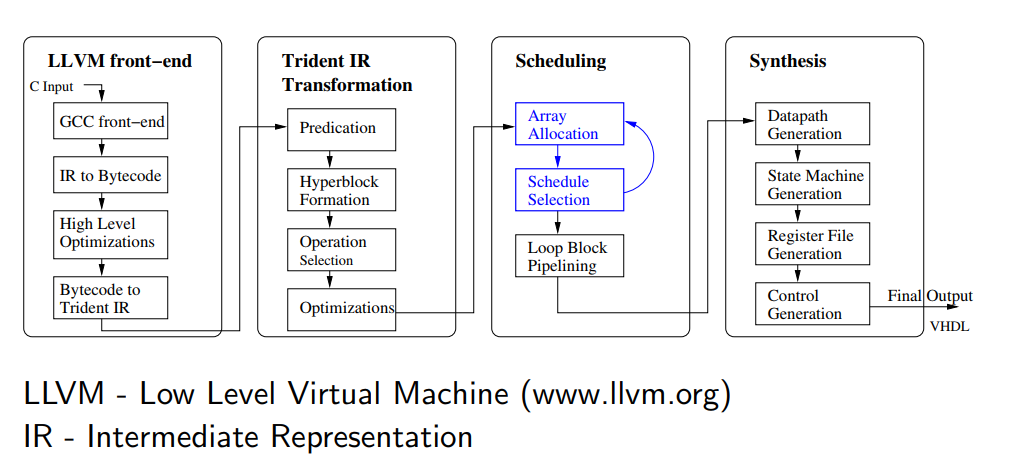 LLVM front−end
C Input
GCC front−end
IR to Bytecode
High Level
Optimizations
Bytecode to
Trident IR
Trident IR
Transformation
Predication
Hyperblock
Formation
Operation
Selection
Optimizations
Scheduling
Array
Allocation
Schedule
Selection
Loop Block
Pipelining
Synthesis
Datapath
Generation
State Machine
Generation
Register File
Generation
Control
Generation
Final Output
VHDL
LLVM - Low Level Virtual Machine (www.llvm.org)
IR - Intermediate Representation